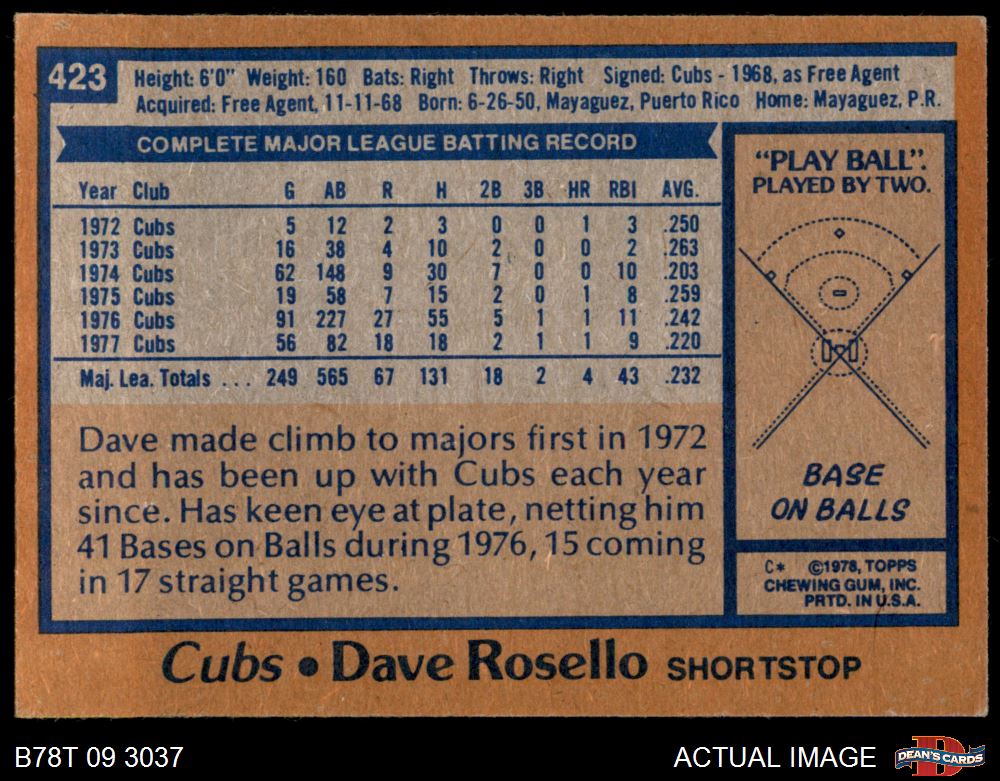 423
Height: 6'0" Weight: 160 Bats: Right Throws: Right Signed: Cubs - 1968, as Free Agent
Acquired: Free Agent, 11-11-68 Born: 6-26-50, Mayaguez, Puerto Rico Home: Mayaguez, P.R.
COMPLETE MAJOR LEAGUE BATTING RECORD
Year Club G AB R H 2B 3B HR RBI AVG.
1972 Cubs 5 12 2 3 0 0 1 3 .250
1973 Cubs 16 38 4 10 2 0 0 2 .263
1974 Cubs 62 148 9 30 7 0 0 10 .203
1975 Cubs 19 58 7 15 2 0 1 8 .259
1976 Cubs 91 227 27 55 5 1 1 11 .242
1977 Cubs 56 82 18 18 2 1 1 9 .220
Maj. Lea. Totals ... 249 565 67 131 18 2 4 43 .232
Dave made climb to majors first in 1972
and has been up with Cubs each year
since. Has keen eye at plate, netting him
41 Bases on Balls during 1976, 15 coming
in 17 straight games.
"PLAY BALL".
PLAYED BY TWO.
BASE
ON BALLS
C* ©1978, TOPPS
CHEWING GUM, INC.
PRTD. IN U.S.A.
Cubs • Dave Rosello SHORTSTOP
B78T 09 3037
ACTUAL IMAGE
D
DEAN'S CARDS